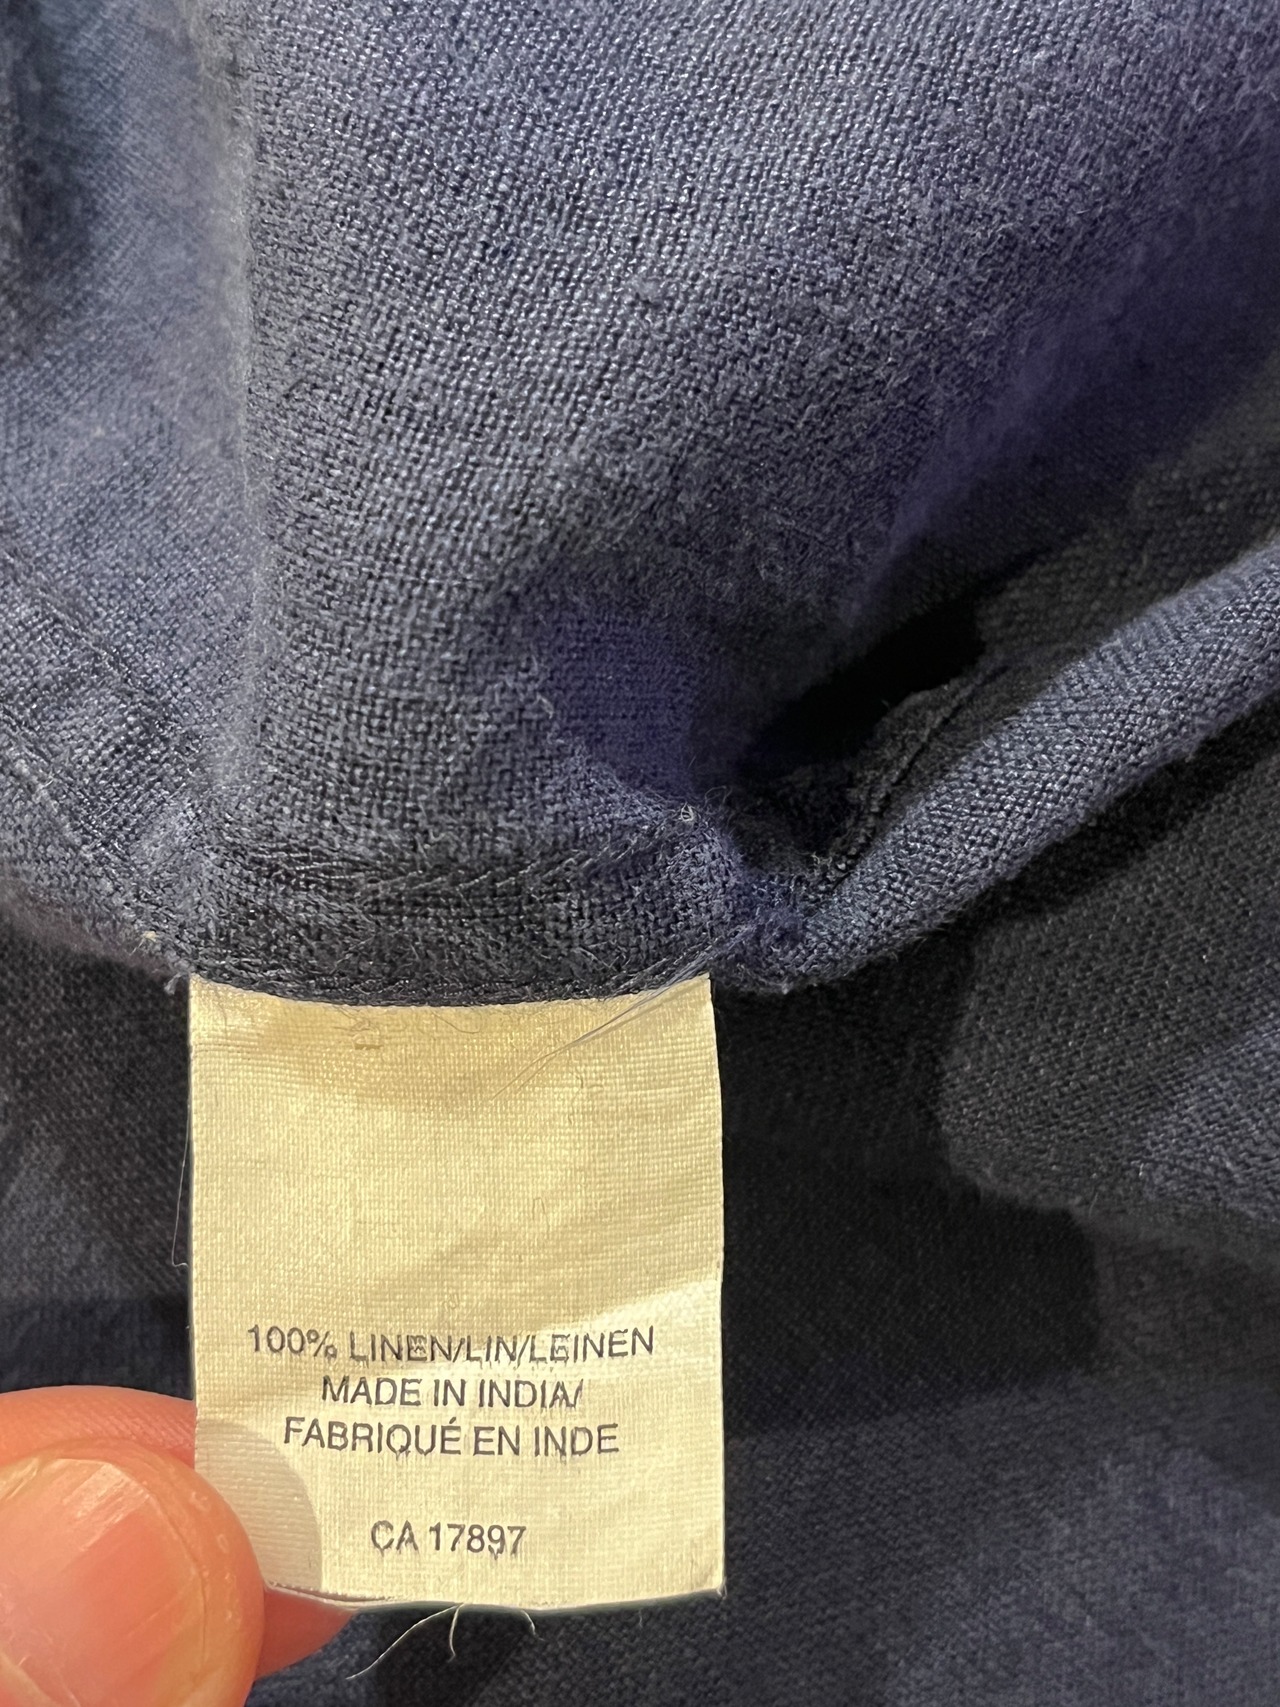 100% LINEN/LIN/LEINEN
MADE IN INDIA/
FABRIQUÉ EN INDE
CA 17897